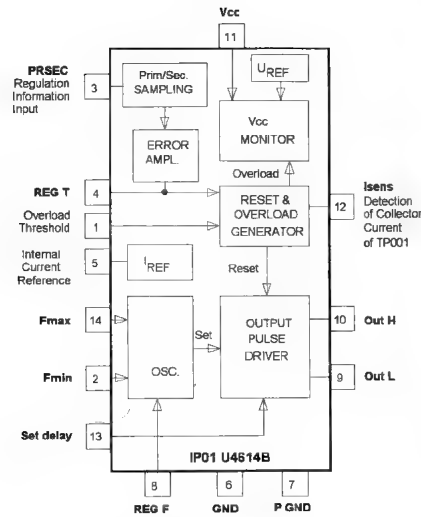 Vcc
11
PRSEC
Regulation
Information
Input
3
Prim/Sec.
SAMPLING
UREF
Vcc
MONITOR
ERROR
AMPL.
Overload
REG T
4
Overload
Threshold
1
RESET &
OVERLOAD
GENERATOR
Isens
12
Detection
of Collector
Current
of TP001
Internal
Current
Reference
5
IREF
Reset
Fmax
14
Fmin
2
OSC.
Set
OUTPUT
PULSE
DRIVER
10
Out H
9
Out L
Set delay
13
IP01 U4614B
8
6
7
REG F
GND
P GND